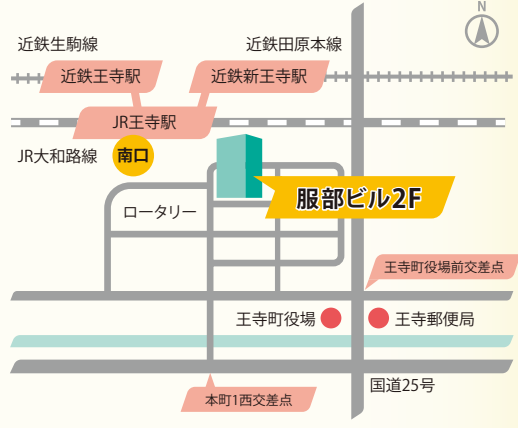 N
近鉄生駒線
近鉄田原本線
近鉄王寺駅
近鉄新王寺駅
JR王寺駅
JR大和路線
南口
服部ビル2F
ロータリー
王寺町役場前交差点
王寺町役場
王寺郵便局
国道25号
本町1西交差点